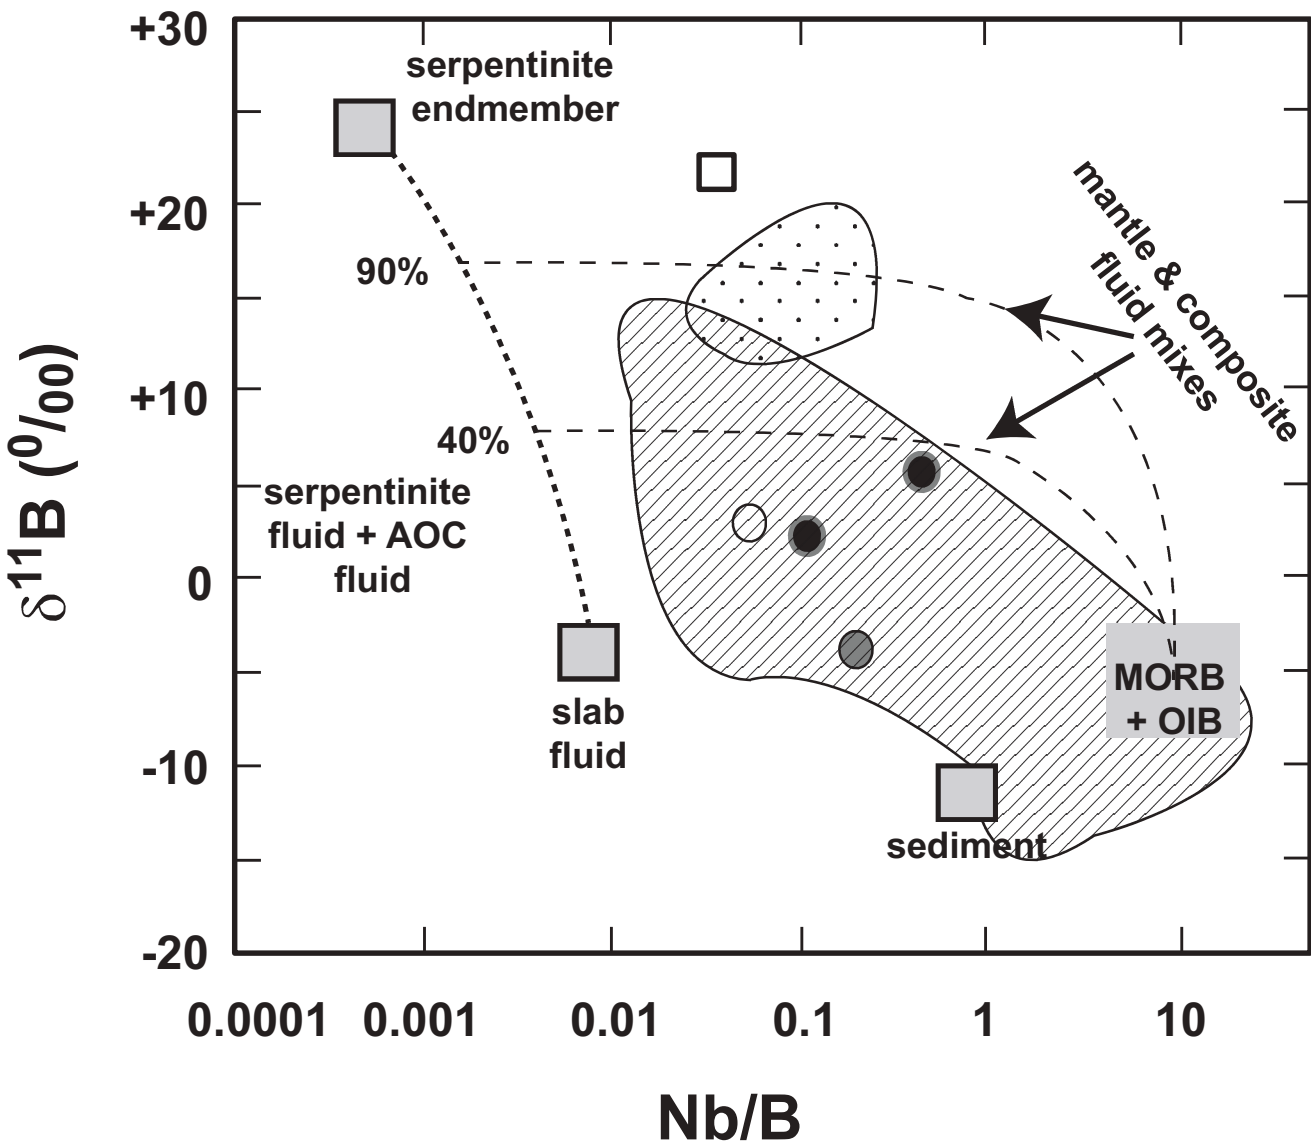 +30
+20
+10
0
-10
-20
δ11B (0/00)
serpentinite
endmember
90%
40%
serpentinite
fluid + AOC
fluid
slab
fluid
mantle & composite
fluid mixes
MORB
+ OIB
sediment
0.0001 0.001 0.01 0.1 1 10
Nb/B